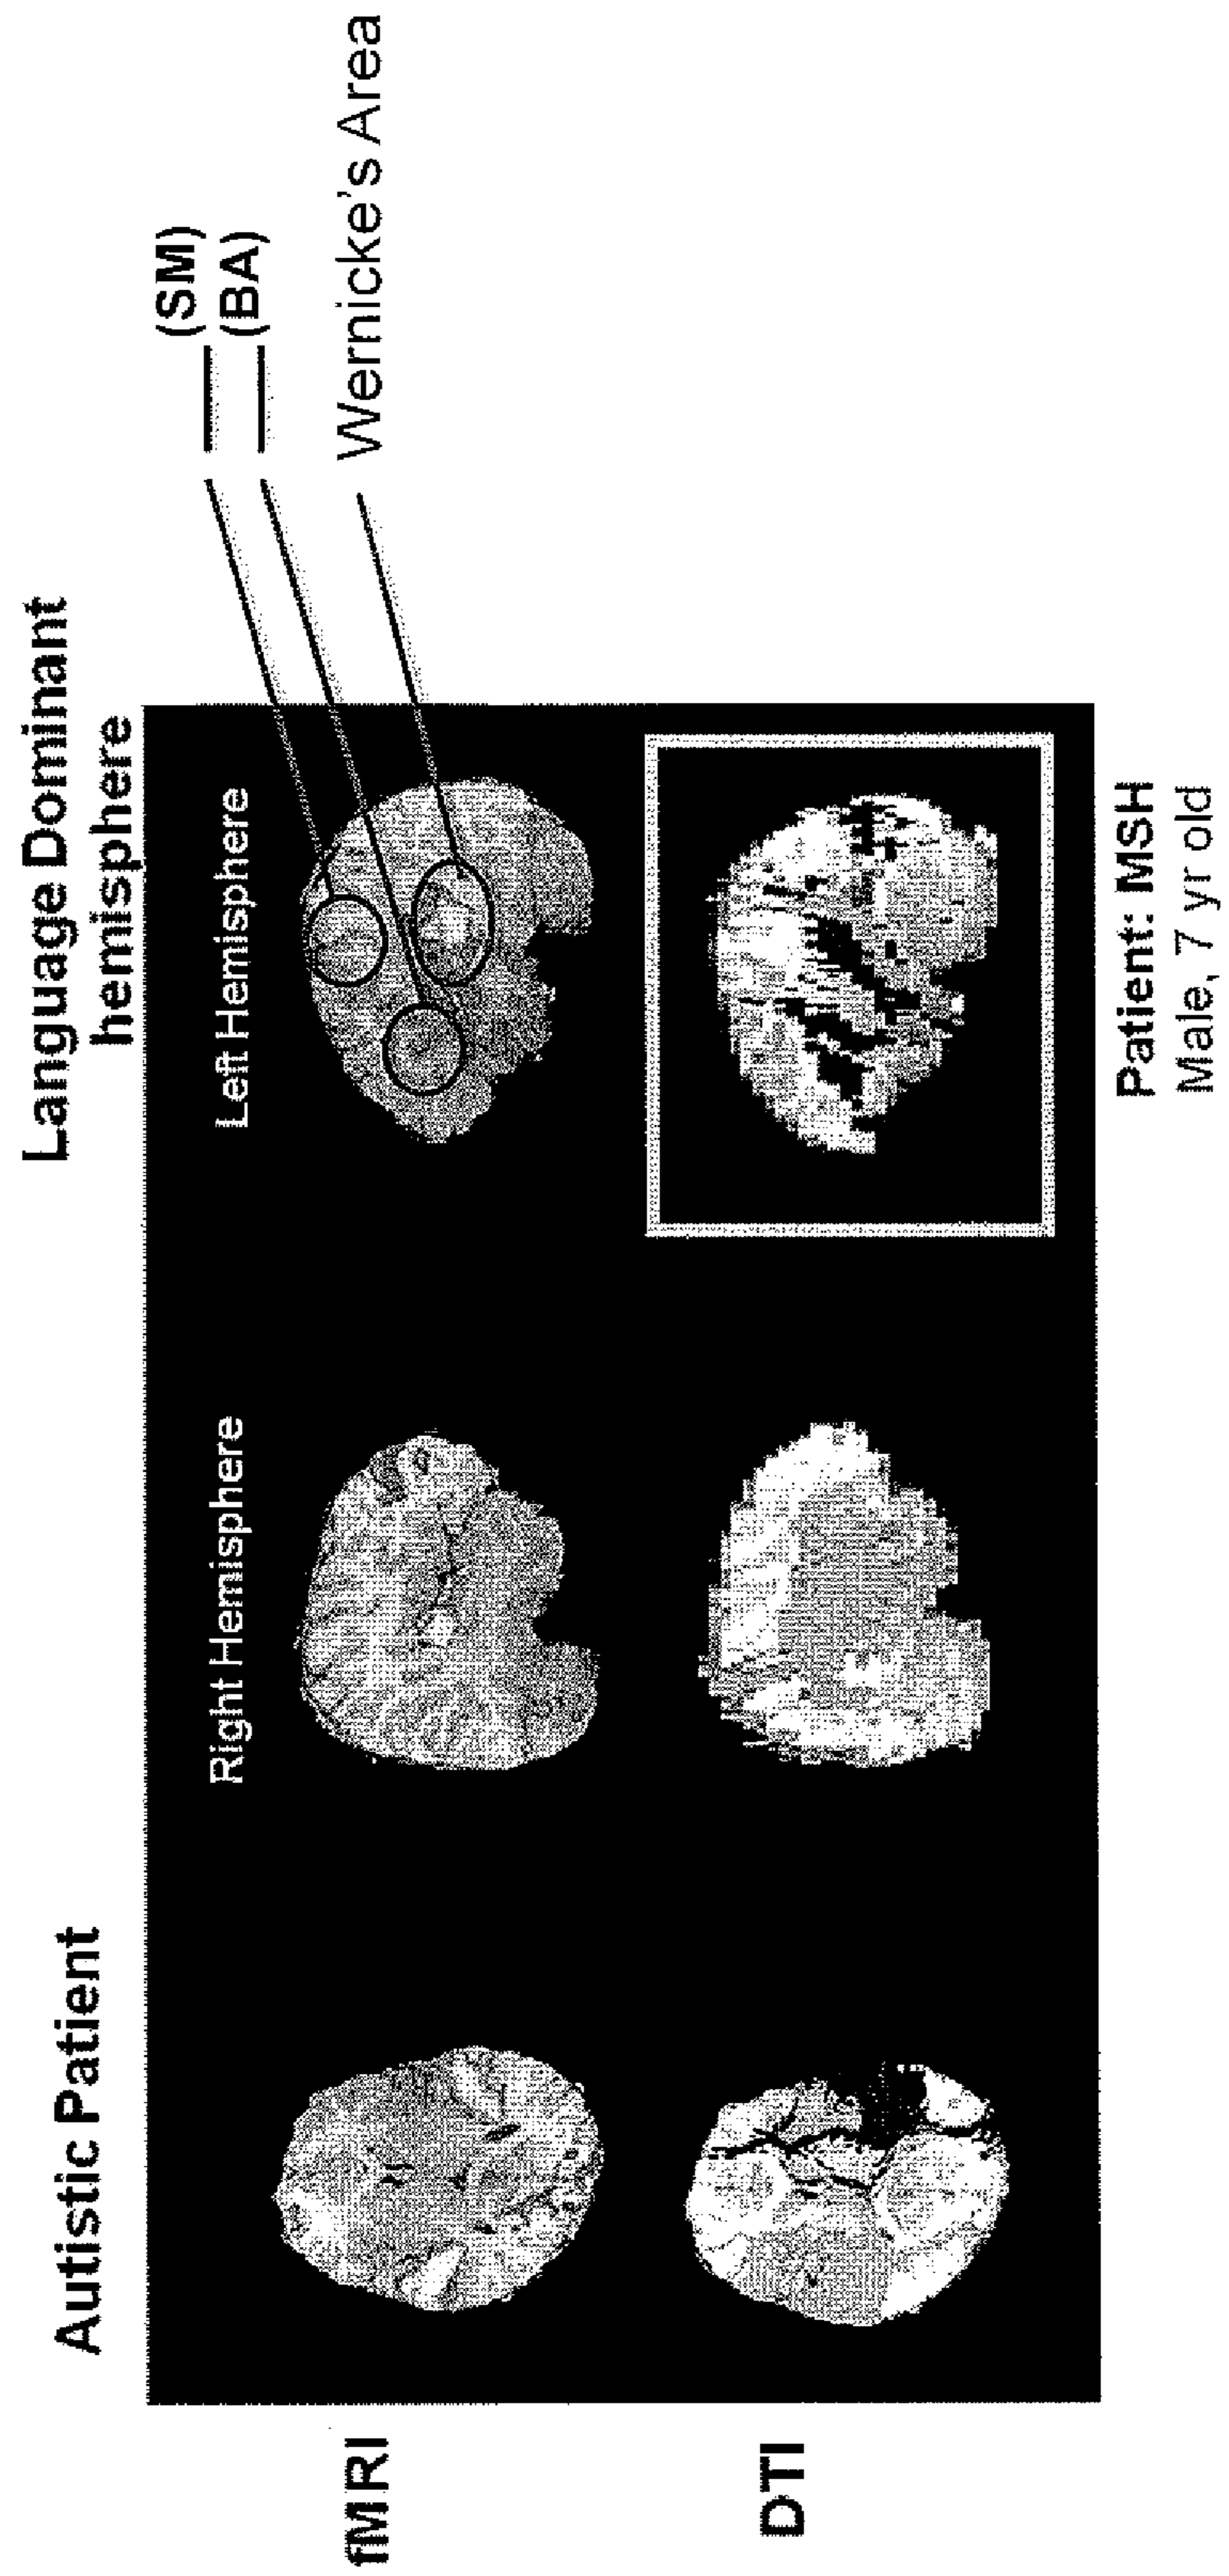 Autistic Patient
Language Dominant
hemisphere
Right Hemisphere
Left Hemisphere
(SM)
(BA)
Wernicke's Area
fMRI
DTI
Patient: MSH
Male, 7 yr old